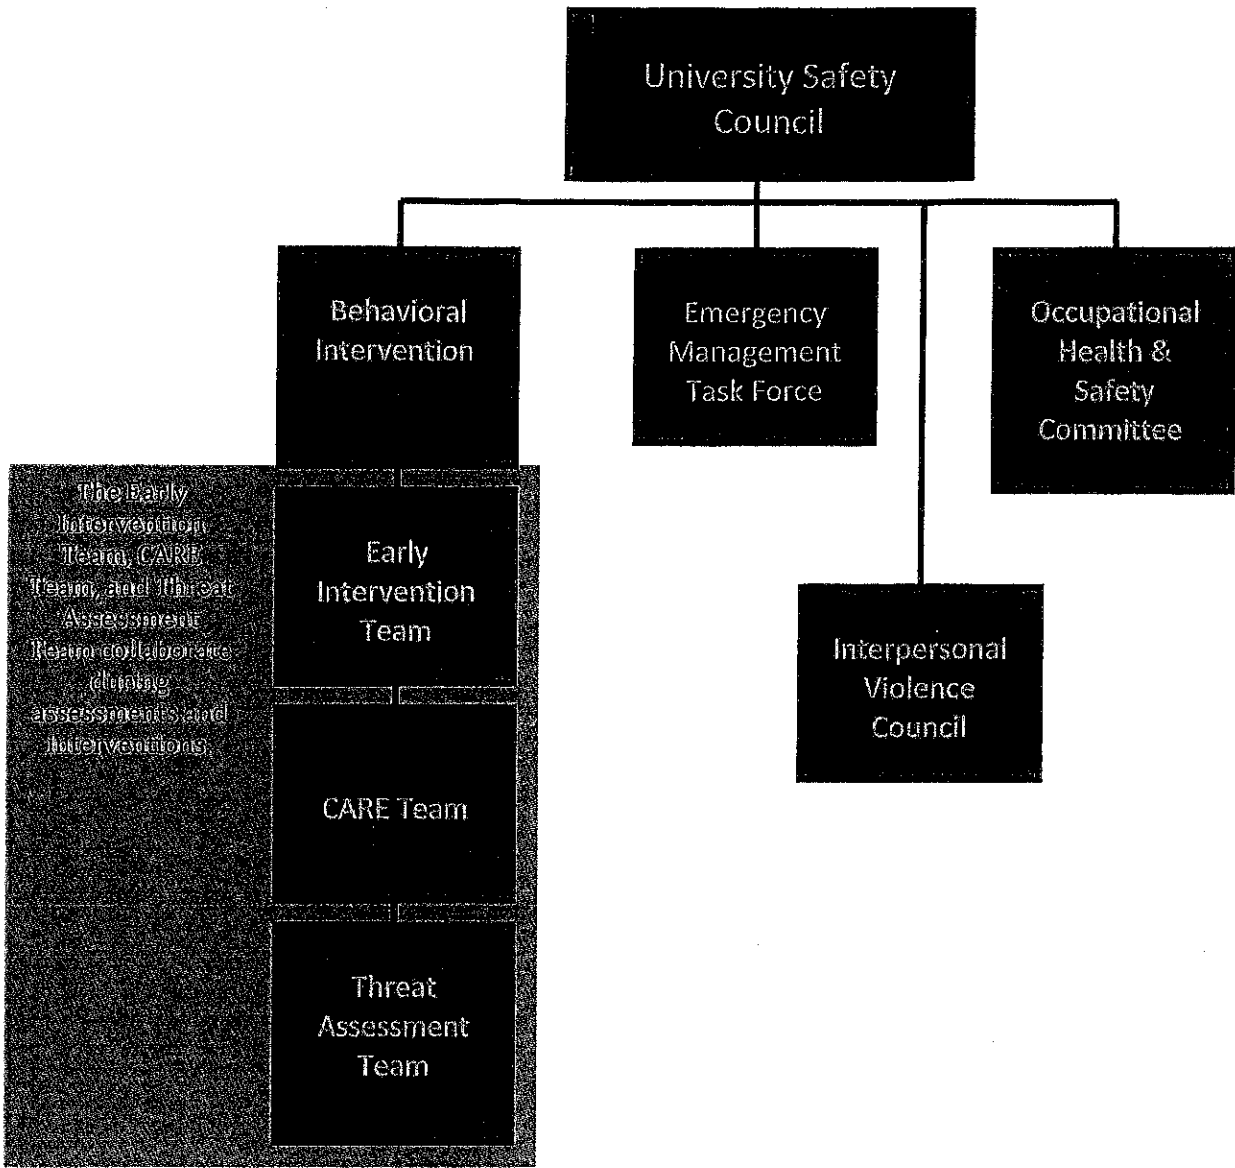 University Safety
Council
Behavioral
Intervention
Emergency
Management
Task Force
Occupational
Health &
Safety
Committee
The Early
Intervention
Team, CARE
Team, and Threat
Assessment
Team collaborate
during
assessments and
interventions
Early
Intervention
Team
Interpersonal
Violence
Council
CARE Team
Threat
Assessment
Team